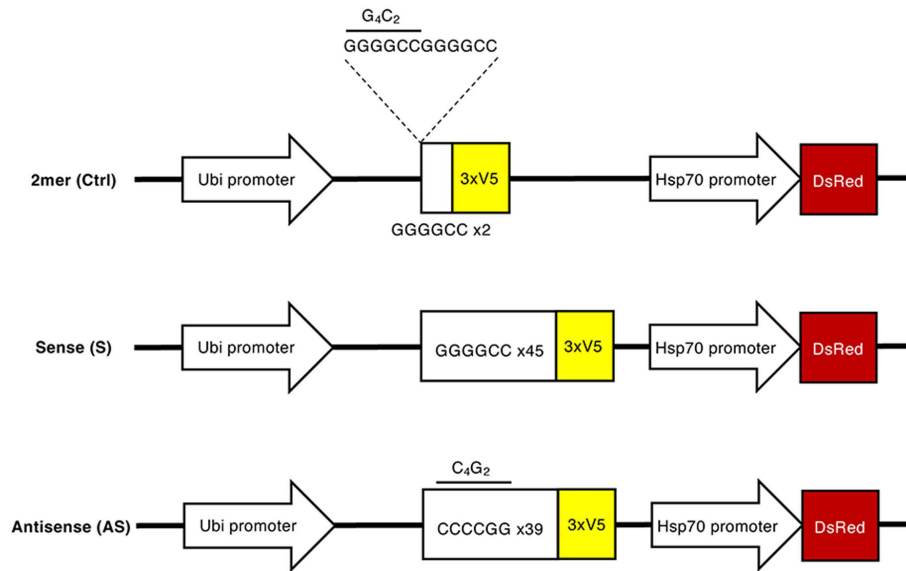 G₄C₂
GGGGCCGGGGCC
2mer (Ctrl)
Ubi promoter
3xV5
Hsp70 promoter
DsRed
GGGGCC x2
Sense (S)
Ubi promoter
GGGGCC x45
3xV5
Hsp70 promoter
DsRed
C₄G₂
Antisense (AS)
Ubi promoter
CCCCGG x39
3xV5
Hsp70 promoter
DsRed